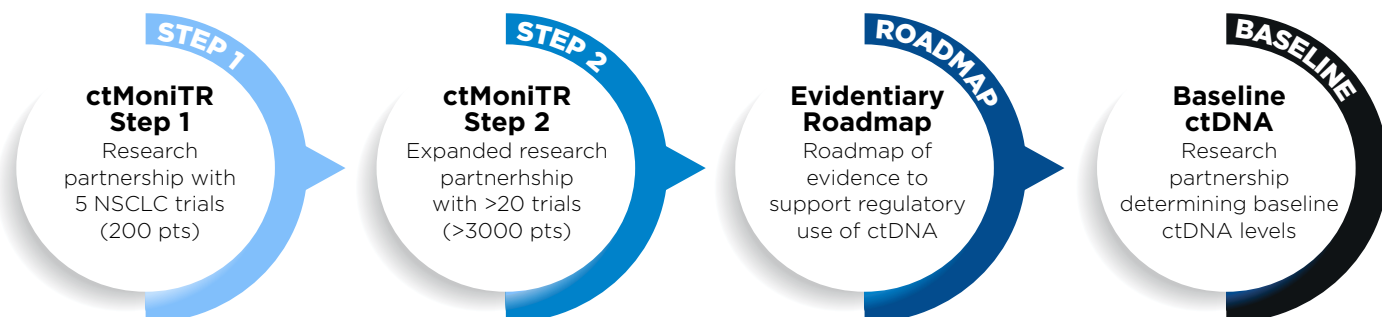 STEP 1
ctMoniTR
Step 1
Research
partnership with
5 NSCLC trials
(200 pts)
STEP 2
ctMoniTR
Step 2
Expanded research
partnerhship
with >20 trials
(>3000 pts)
ROADMAP
Evidentiary
Roadmap
Roadmap of
evidence to
support regulatory
use of ctDNA
BASELINE
Baseline
ctDNA
Research
partnership
determining baseline
ctDNA levels